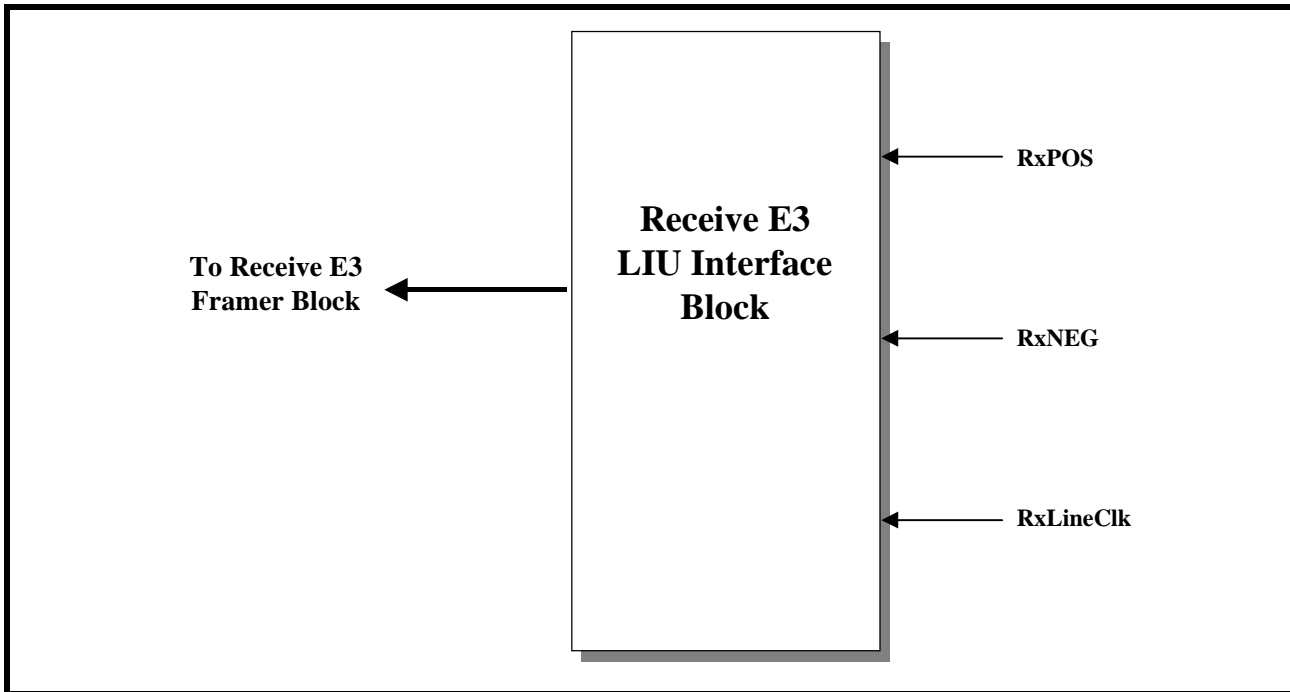 To Receive E3
Framer Block
Receive E3
LIU Interface
Block
RxPOS
RxNEG
RxLineClk